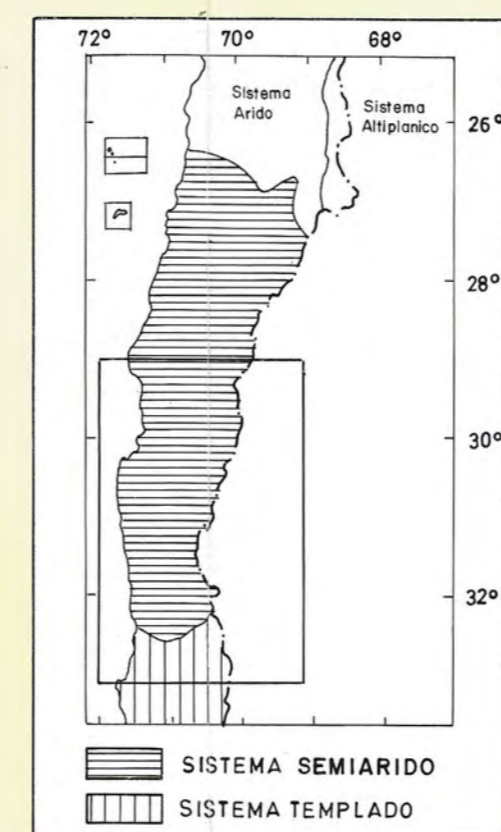 72° 70° 68°
Sistema
Arido
Sistema
Altiplanico
26°
28°
30°
32°
SISTEMA SEMIARIDO
SISTEMA TEMPLADO